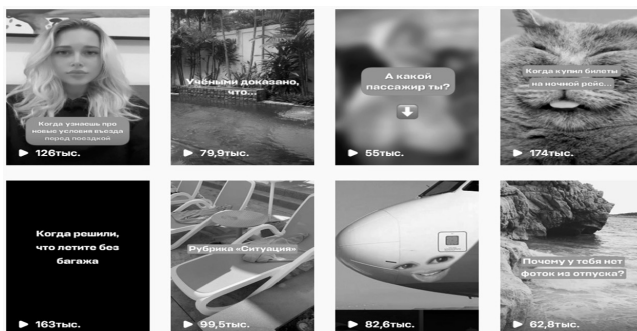 Когда узнаешь про
новые условия въезда
перед поездкой
126тыс.
Учёными доказано,
что...
79,9тыс.
А какой
пассажир ты?
55тыс.
Когда купил билеты
на ночной рейс...
174тыс.
Когда решили,
что летите без
багажа
163тыс.
Рубрика «Ситуация»
99,5тыс.
82,6тыс.
Почему у тебя нет
фоток из отпуска?
62,8тыс.